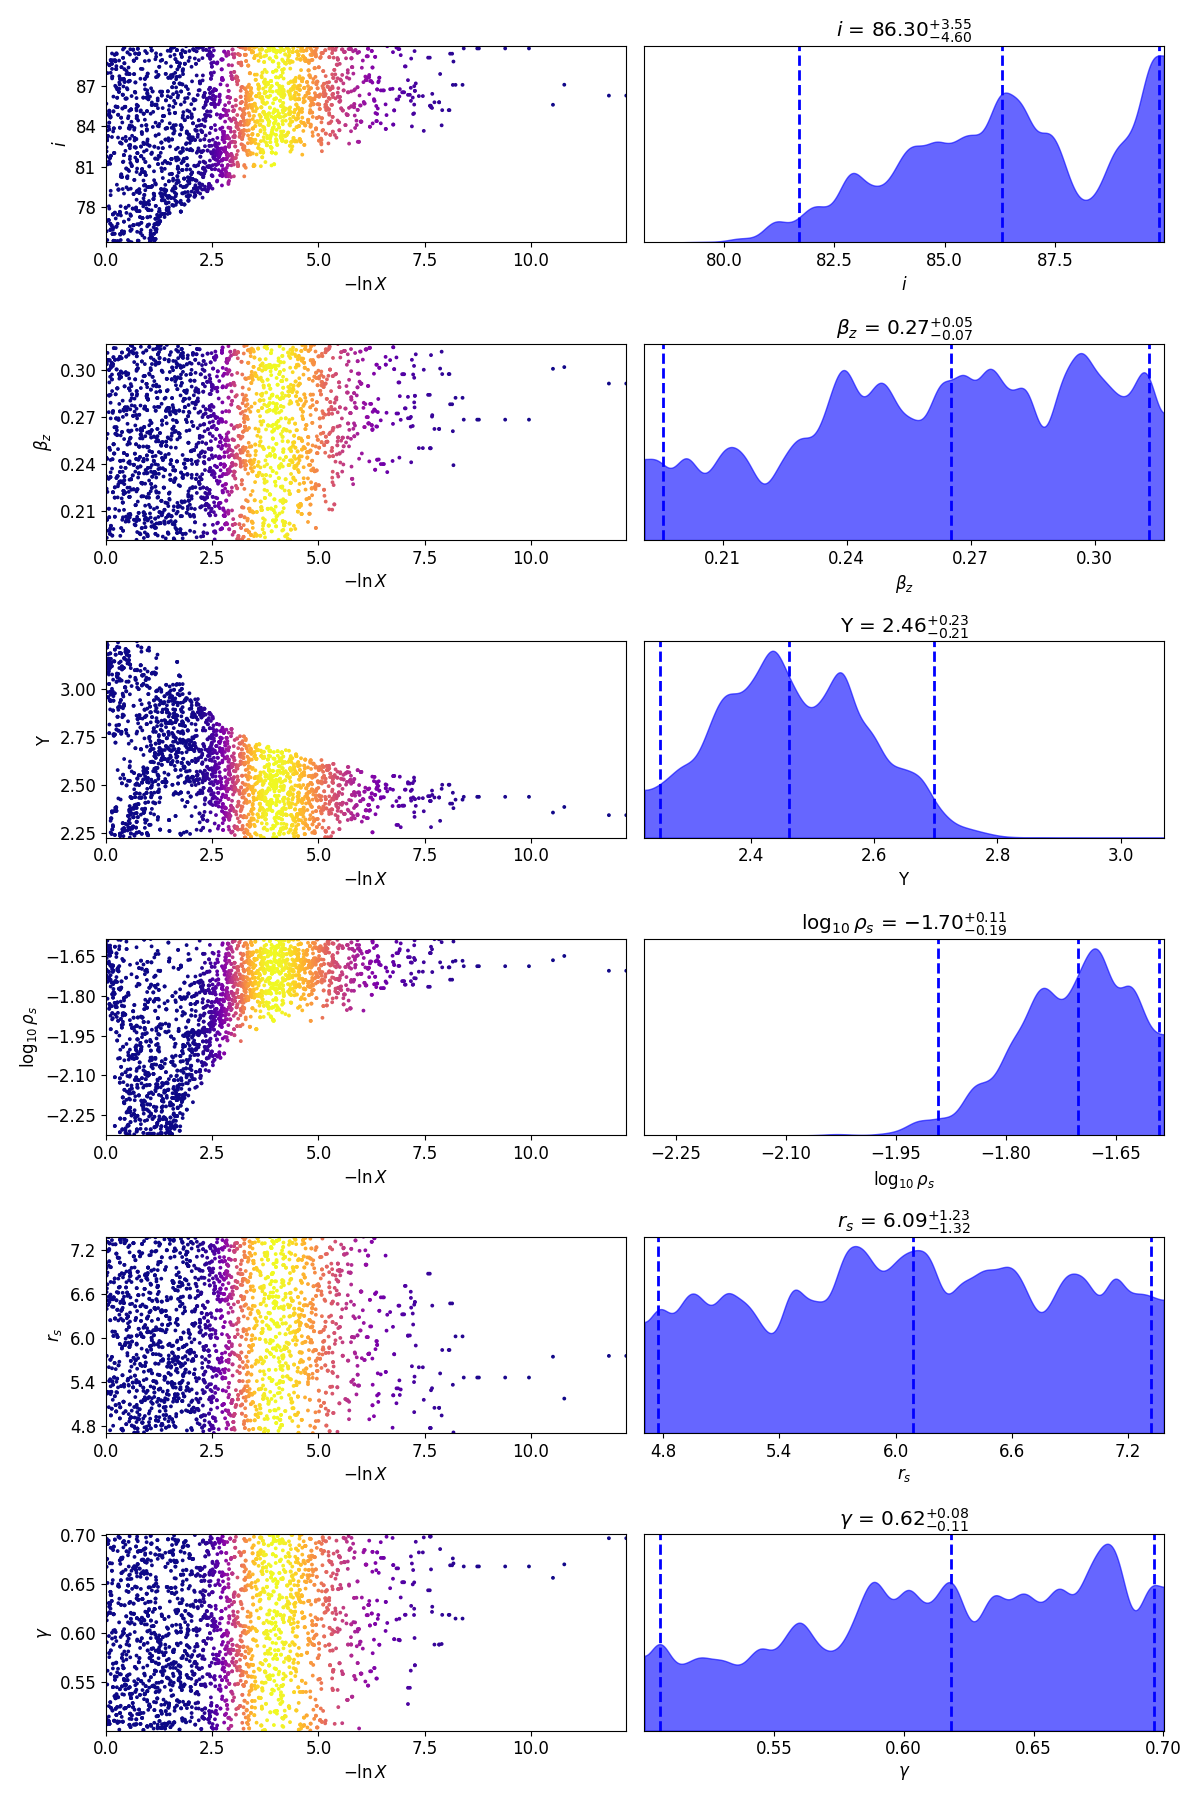 i = 86.30 +3.55 −4.60
87
84
81
78
i
0.0 2.5 5.0 7.5 10.0
−ln X
80.0 82.5 85.0 87.5
i
β_z = 0.27 +0.05 −0.07
0.30
0.27
0.24
0.21
β_z
0.0 2.5 5.0 7.5 10.0
−ln X
0.21 0.24 0.27 0.30
β_z
Y = 2.46 +0.23 −0.21
3.00
2.75
2.50
2.25
Y
0.0 2.5 5.0 7.5 10.0
−ln X
2.4 2.6 2.8 3.0
Y
log₁₀ ρ_s = −1.70 +0.11 −0.19
−1.65
−1.80
−1.95
−2.10
−2.25
log₁₀ ρ_s
0.0 2.5 5.0 7.5 10.0
−ln X
−2.25 −2.10 −1.95 −1.80 −1.65
log₁₀ ρ_s
r_s = 6.09 +1.23 −1.32
7.2
6.6
6.0
5.4
4.8
r_s
0.0 2.5 5.0 7.5 10.0
−ln X
4.8 5.4 6.0 6.6 7.2
r_s
γ = 0.62 +0.08 −0.11
0.70
0.65
0.60
0.55
γ
0.0 2.5 5.0 7.5 10.0
−ln X
0.55 0.60 0.65 0.70
γ